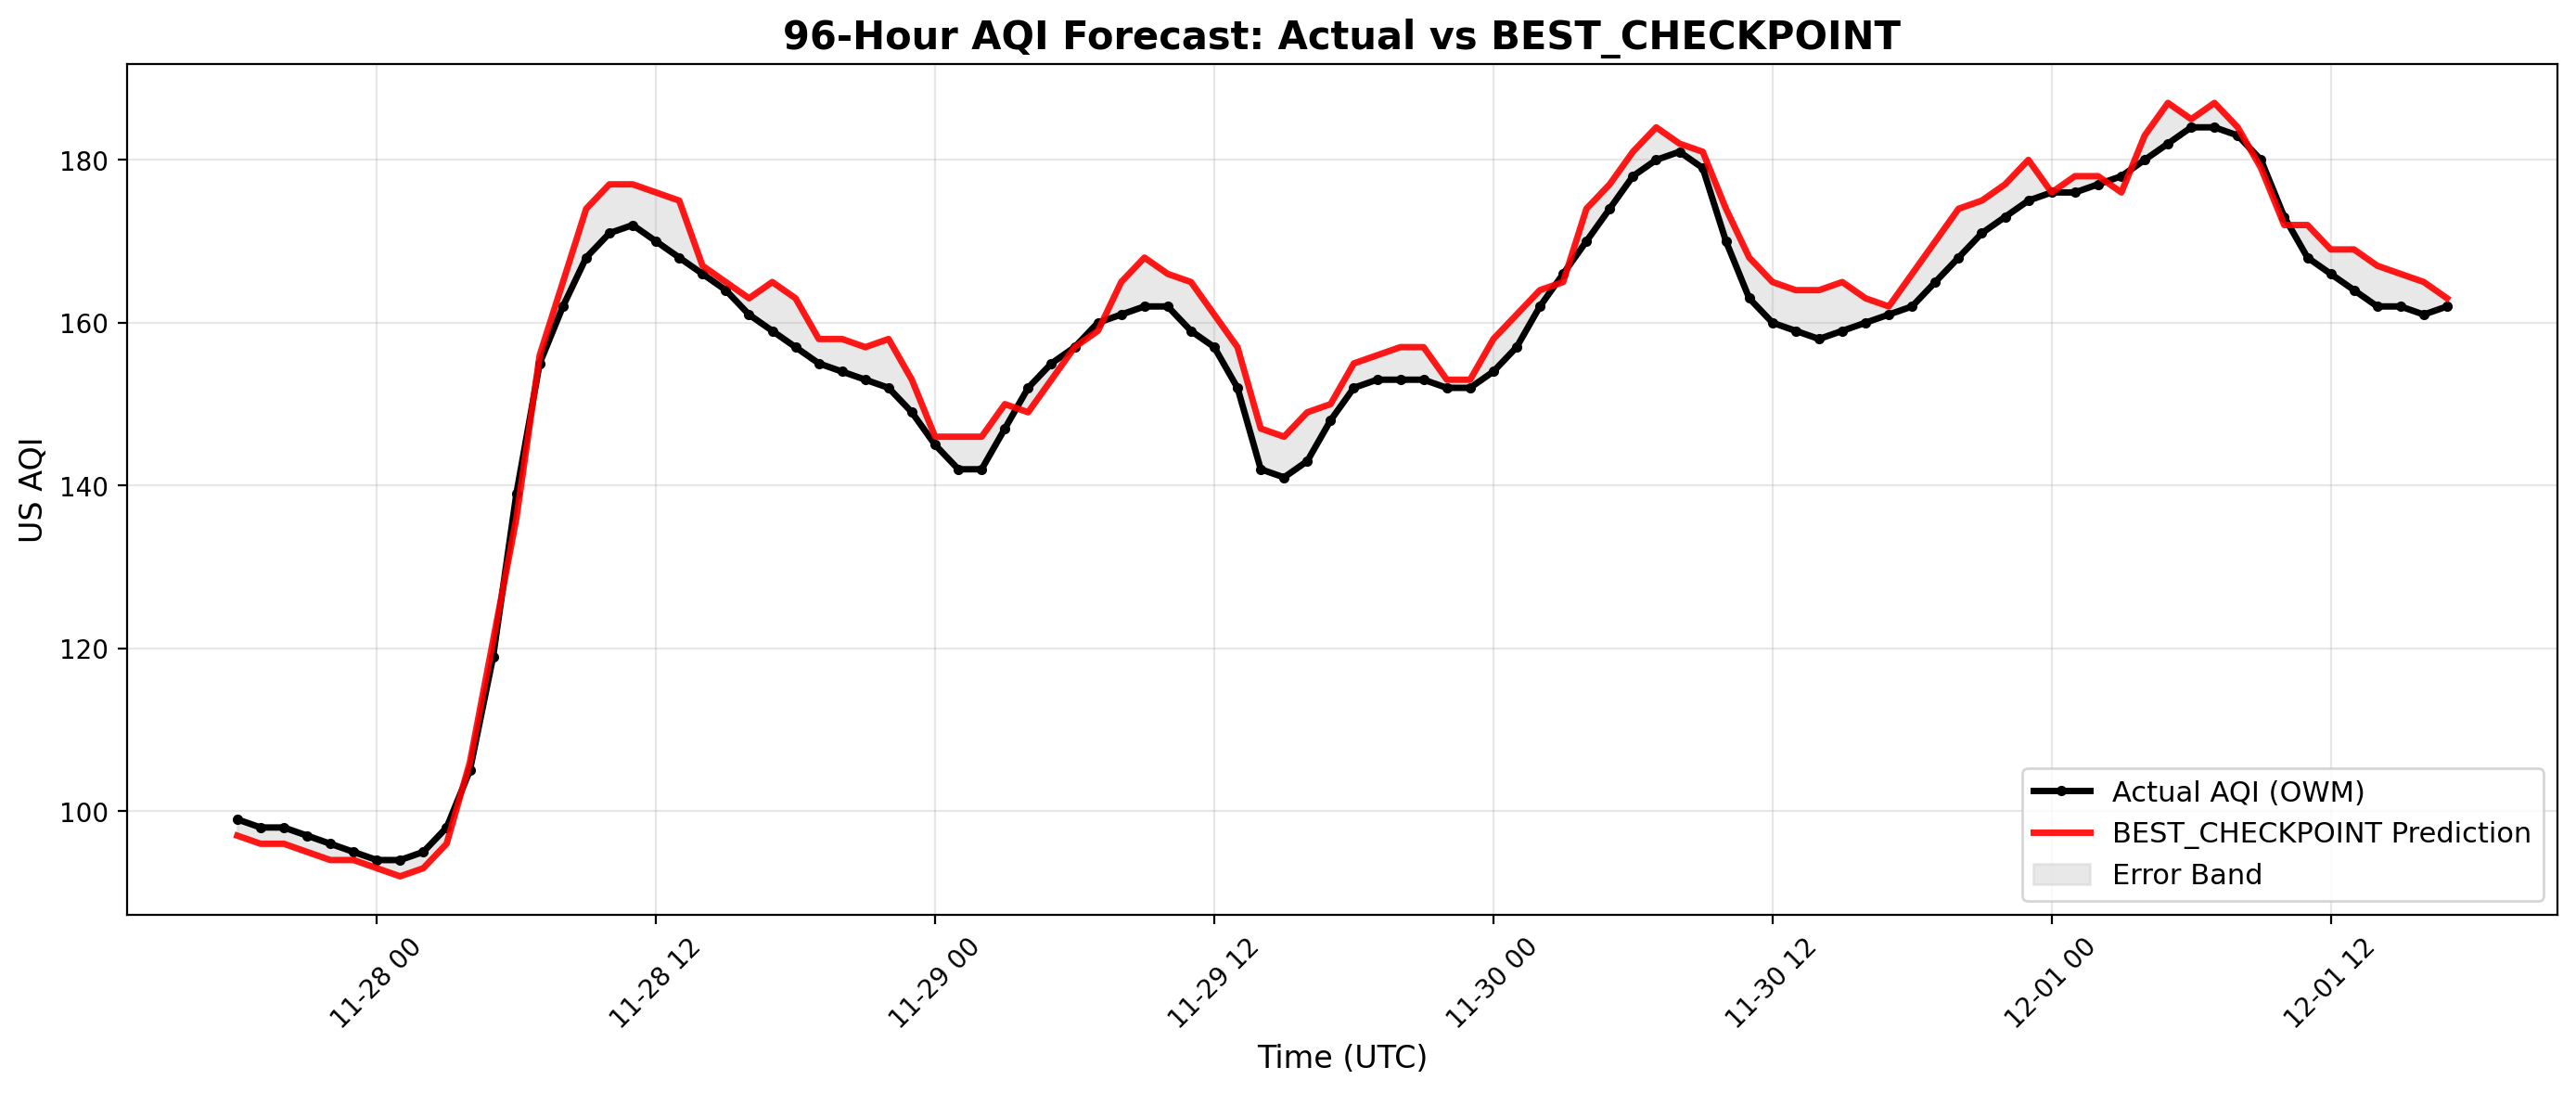 96-Hour AQI Forecast: Actual vs BEST_CHECKPOINT
US AQI
180
160
140
120
100
Actual AQI (OWM)
BEST_CHECKPOINT Prediction
Error Band
11-28 00
11-28 12
11-29 00
11-29 12
11-30 00
11-30 12
12-01 00
12-01 12
Time (UTC)